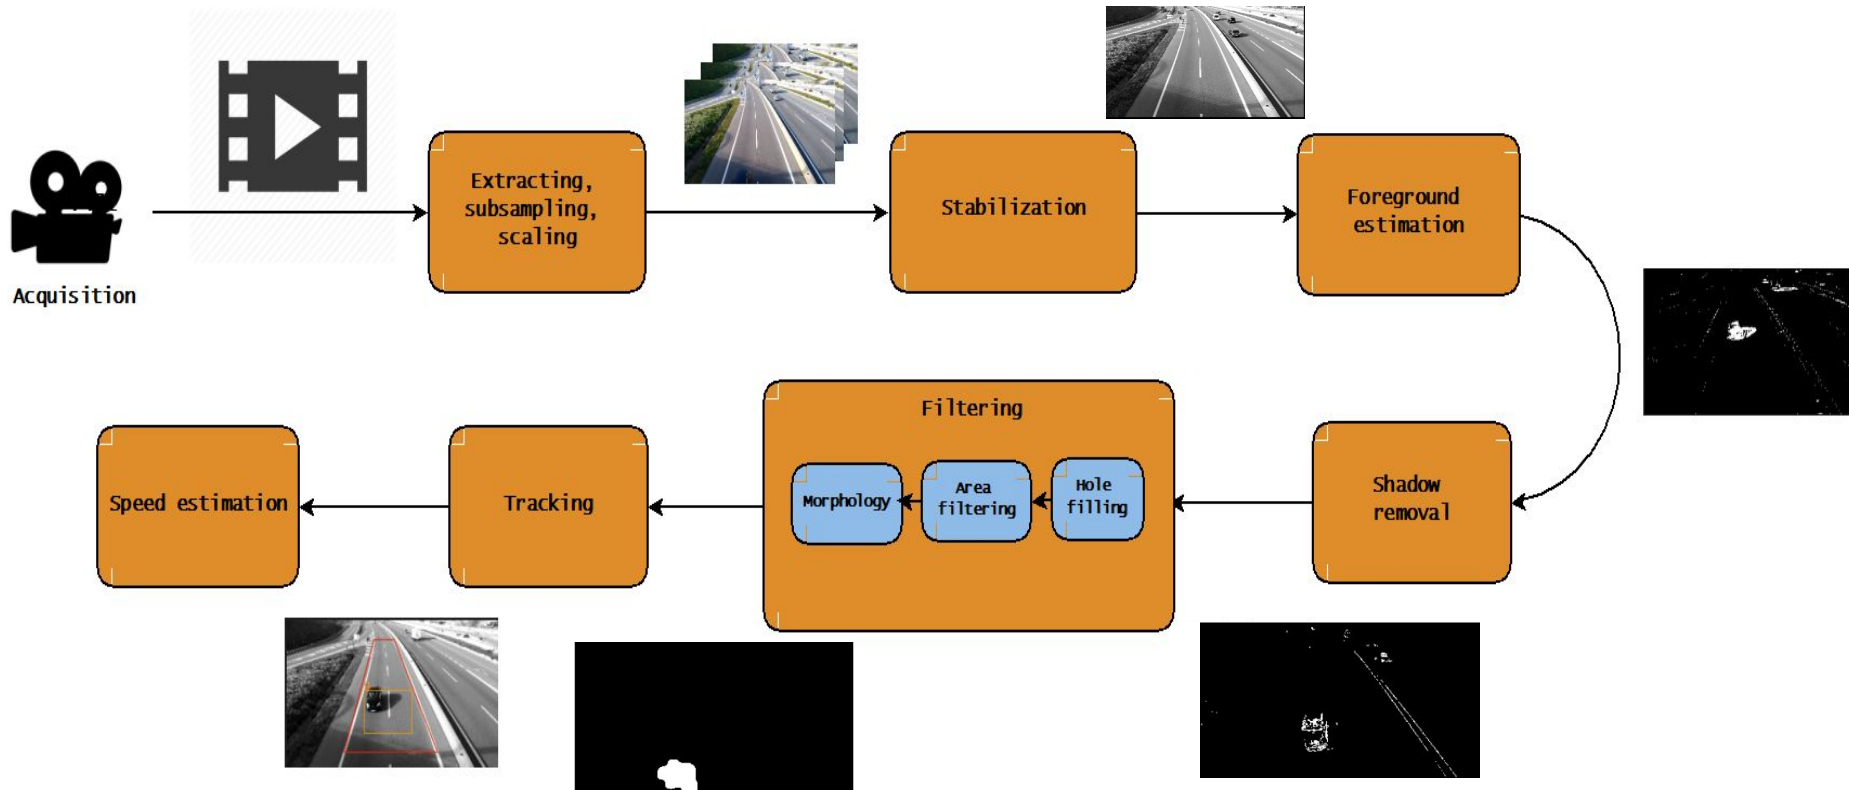 Acquisition
Extracting,
subsampling,
scaling
Stabilization
Foreground
estimation
Shadow
removal
Filtering
Hole
filling
Area
filtering
Morphology
Tracking
Speed estimation